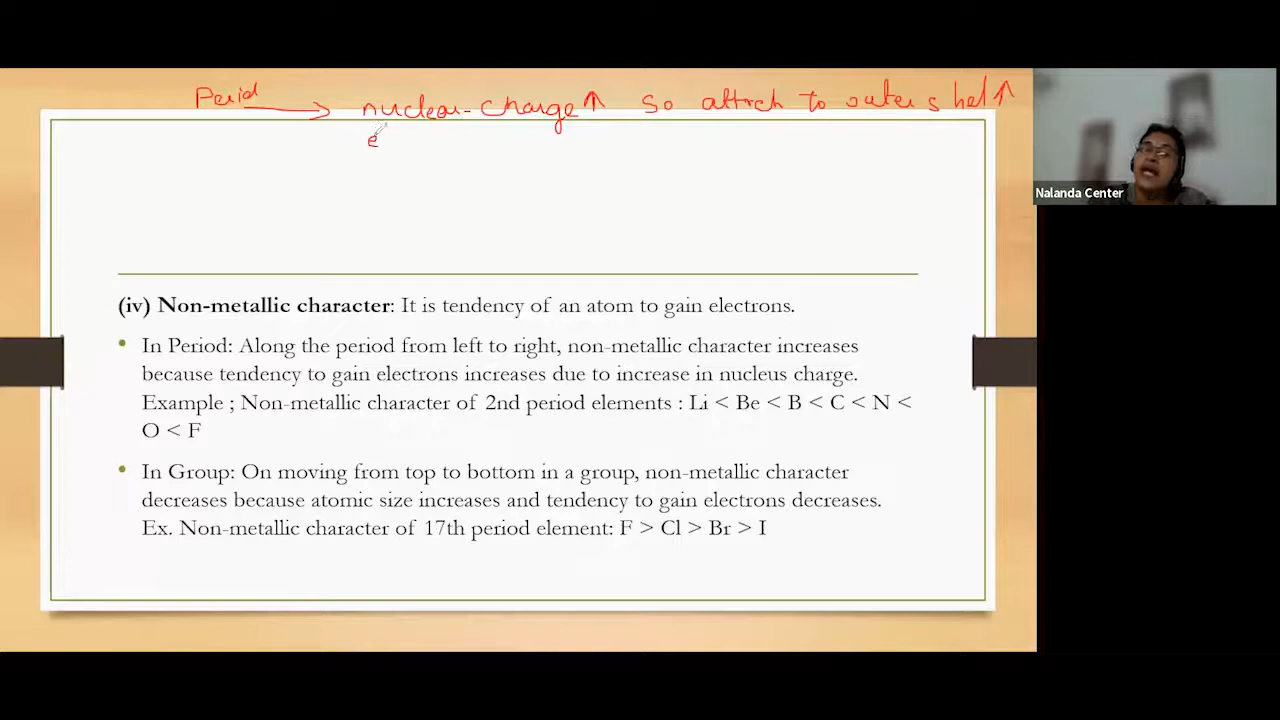 Period → nuclear-charge ↑ so attrach to outer shel ↑
e
Nalanda Center
(iv) Non-metallic character: It is tendency of an atom to gain electrons.
• In Period: Along the period from left to right, non-metallic character increases
because tendency to gain electrons increases due to increase in nucleus charge.
Example ; Non-metallic character of 2nd period elements : Li < Be < B < C < N <
O < F
• In Group: On moving from top to bottom in a group, non-metallic character
decreases because atomic size increases and tendency to gain electrons decreases.
Ex. Non-metallic character of 17th period element: F > Cl > Br > I